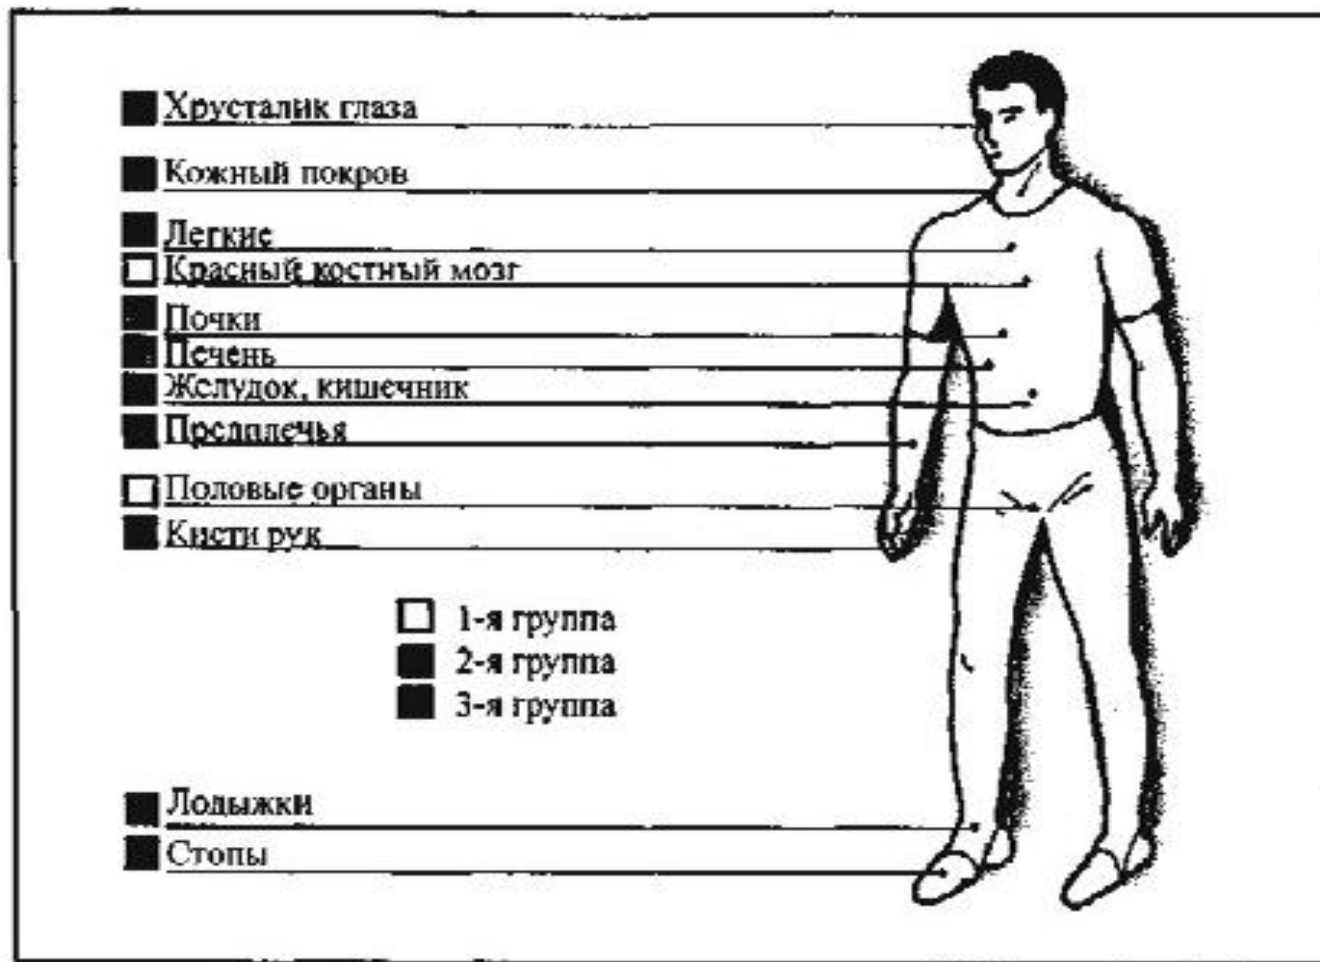 Хрусталик глаза
Кожный покров
Легкие
Красный костный мозг
Почки
Печень
Желудок, кишечник
Предплечья
Половые органы
Кисти рук
1-я группа
2-я группа
3-я группа
Лодыжки
Стопы